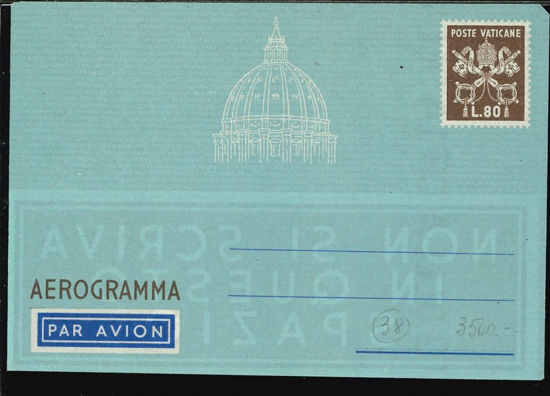 POSTE VATICANE
L.80
NON SI SCRIVA
IN QUESTO
SPAZIO
AEROGRAMMA
PAR AVION
38
3500.-